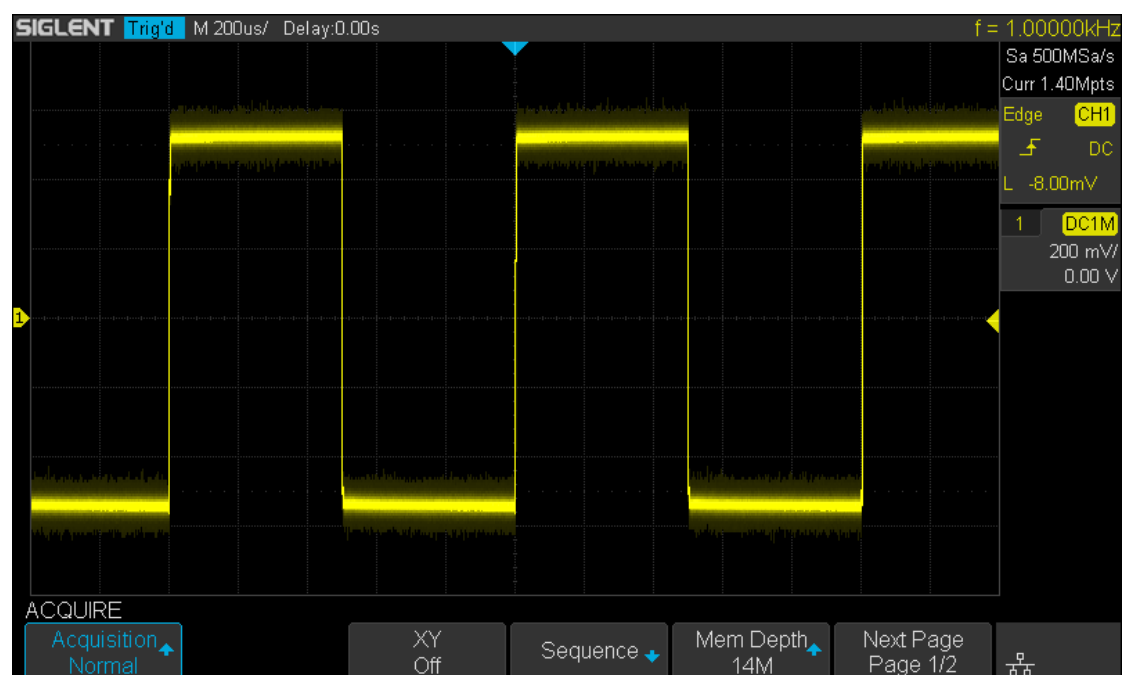 SIGLENT Trig'd M 200us/ Delay:0.00s f = 1.00000kHz
Sa 500MSa/s
Curr 1.40Mpts
Edge CH1
DC
L -8.00mV
1 DC1M
200 mV/
0.00 V
1
ACQUIRE
Acquisition
Normal
XY
Off
Sequence
Mem Depth
14M
Next Page
Page 1/2